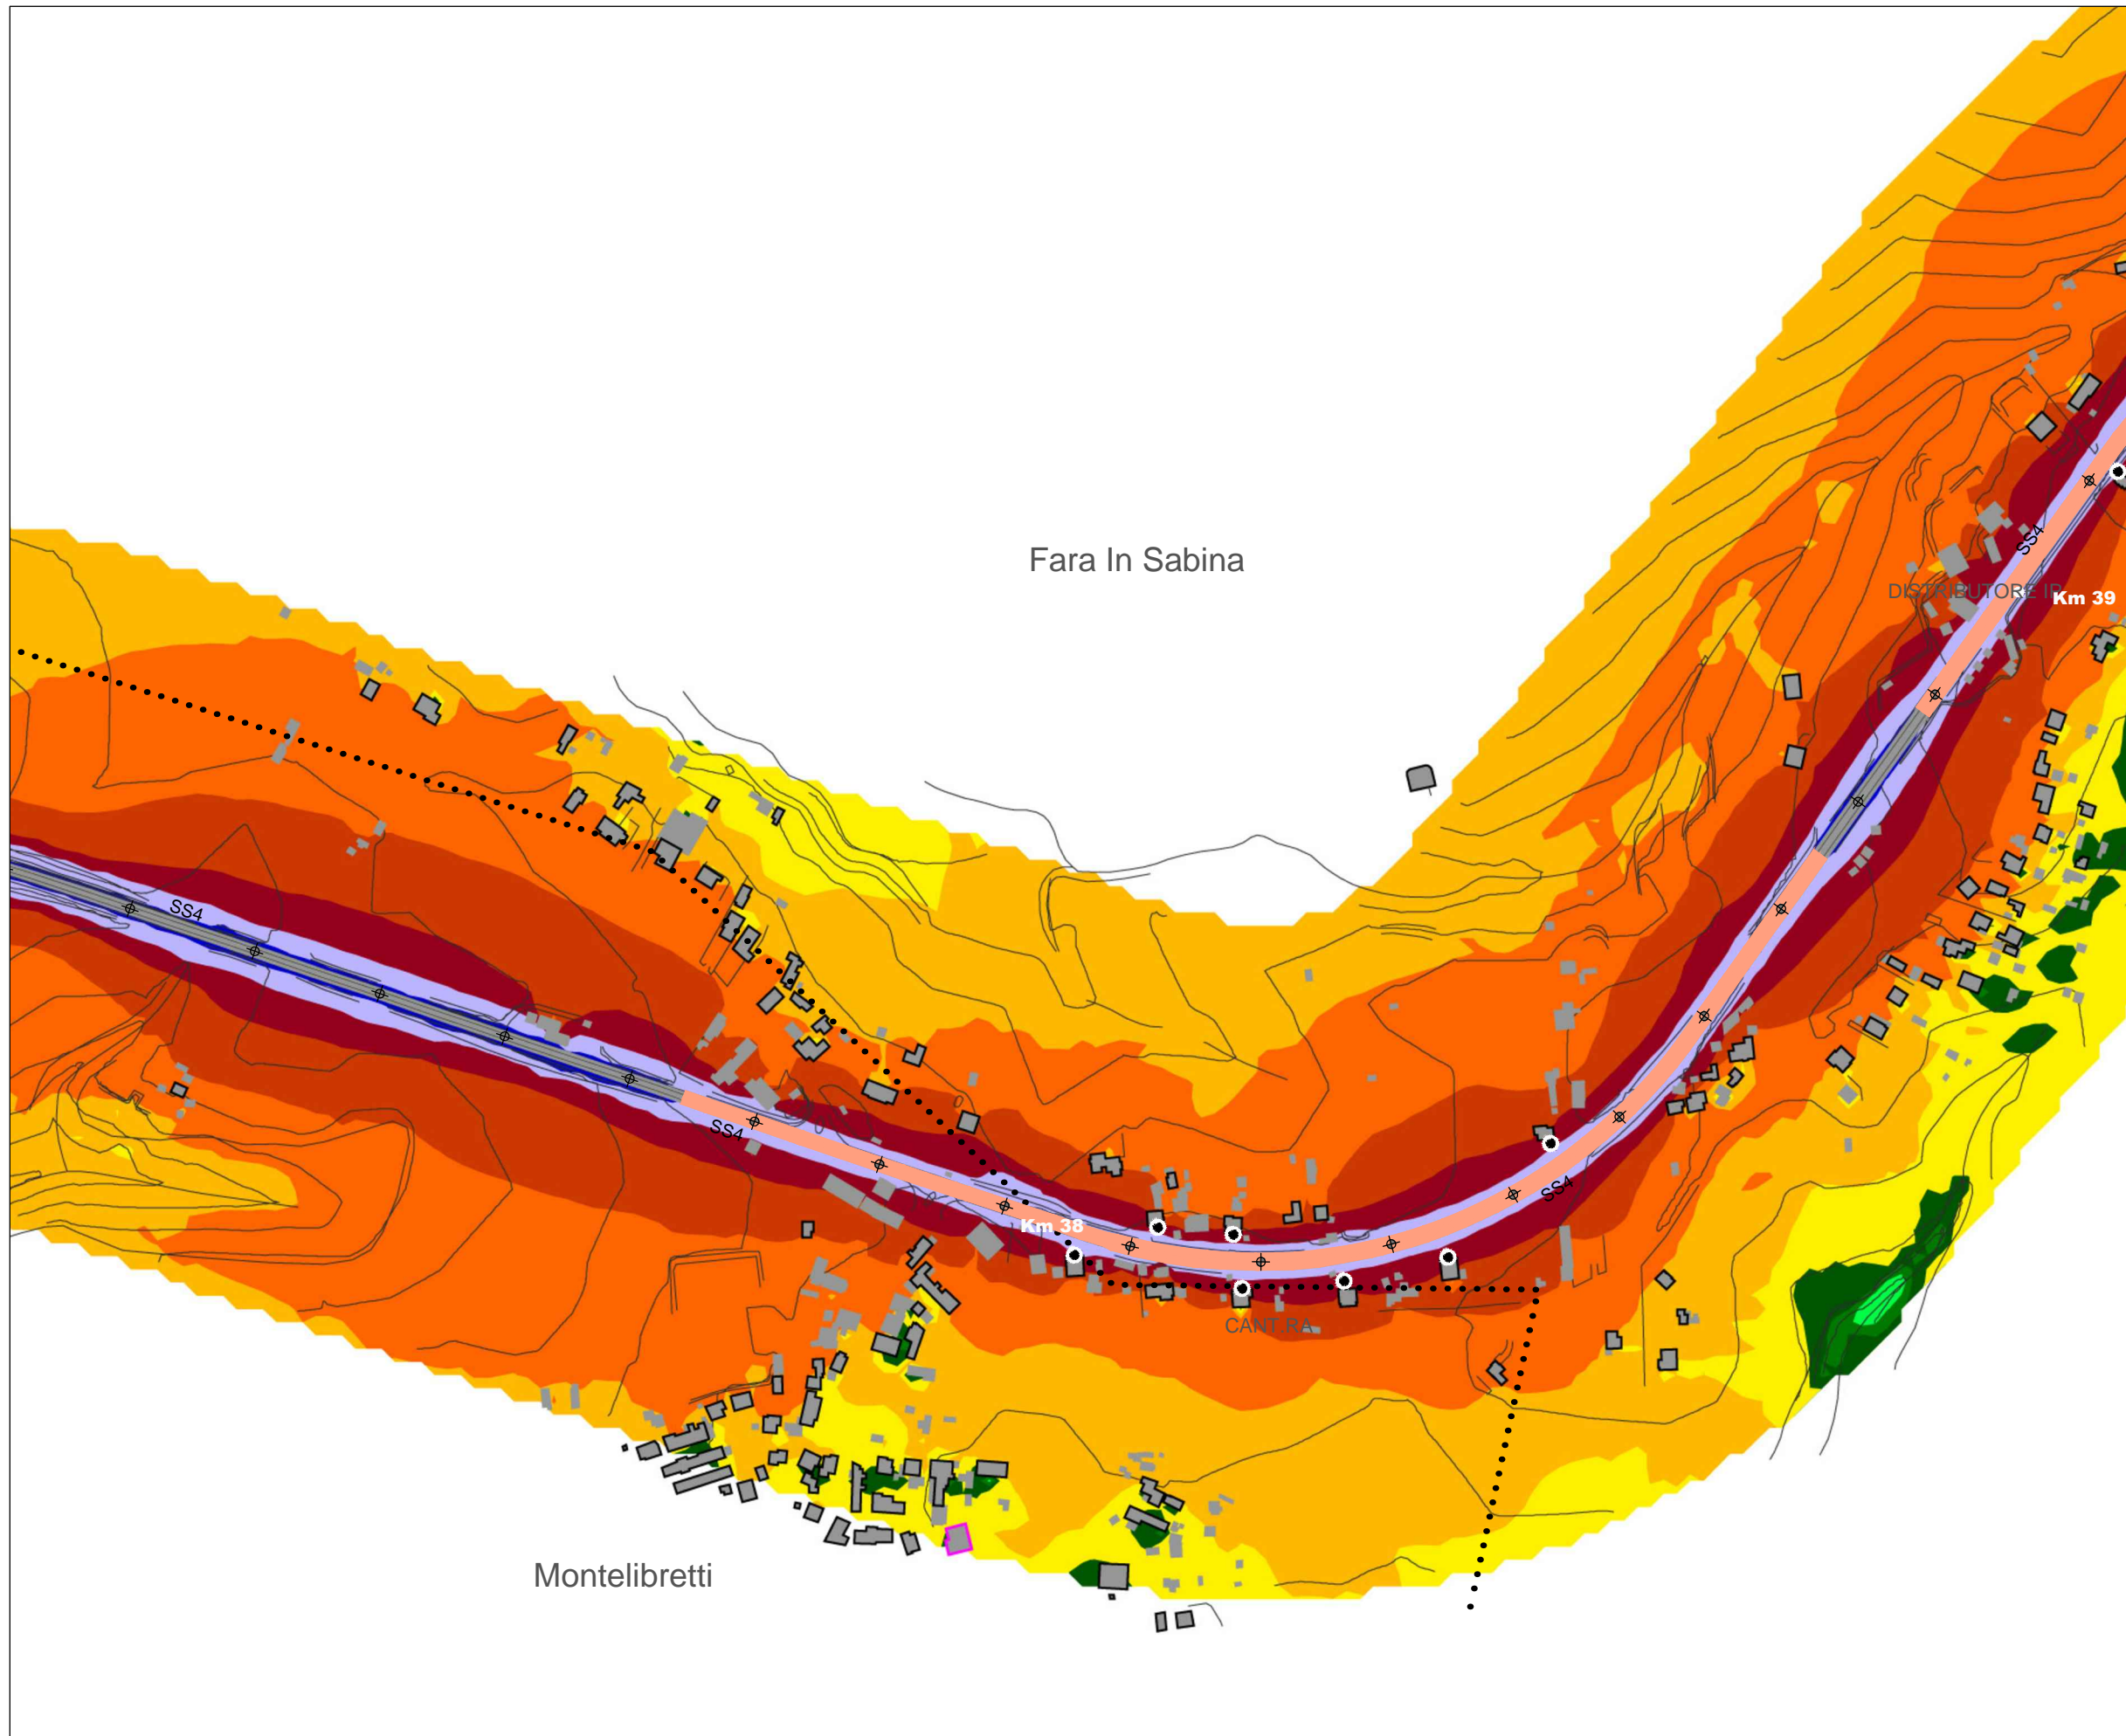 SS4
Fara In Sabina
DISTRIBUTORE IP
Km 39
SS4
SS4
SS4
Km 38
CANT.RA
Montelibretti